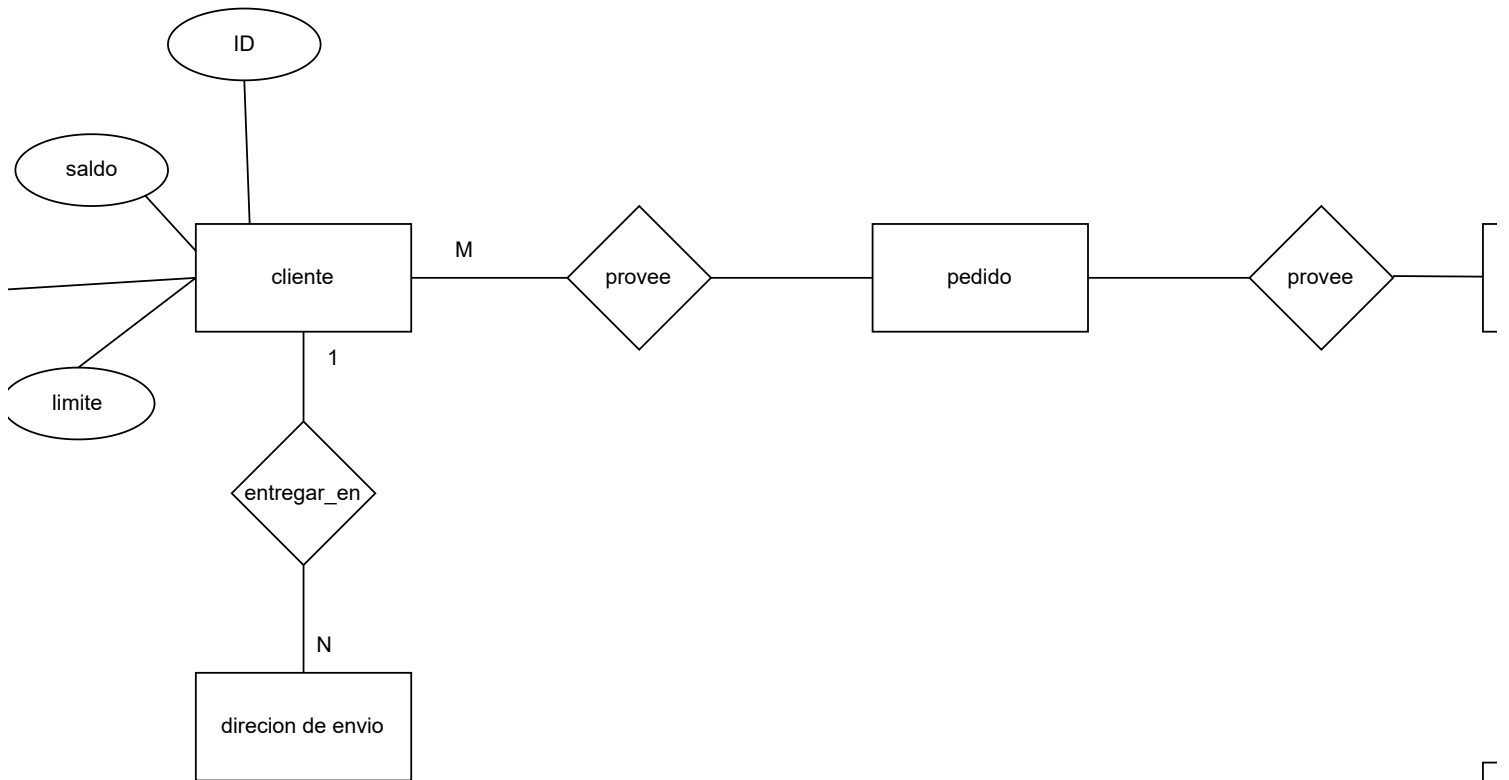 ID
saldo
M
cliente
provee
pedido
provee
1
limite
entregar_en
N
direcion de envio